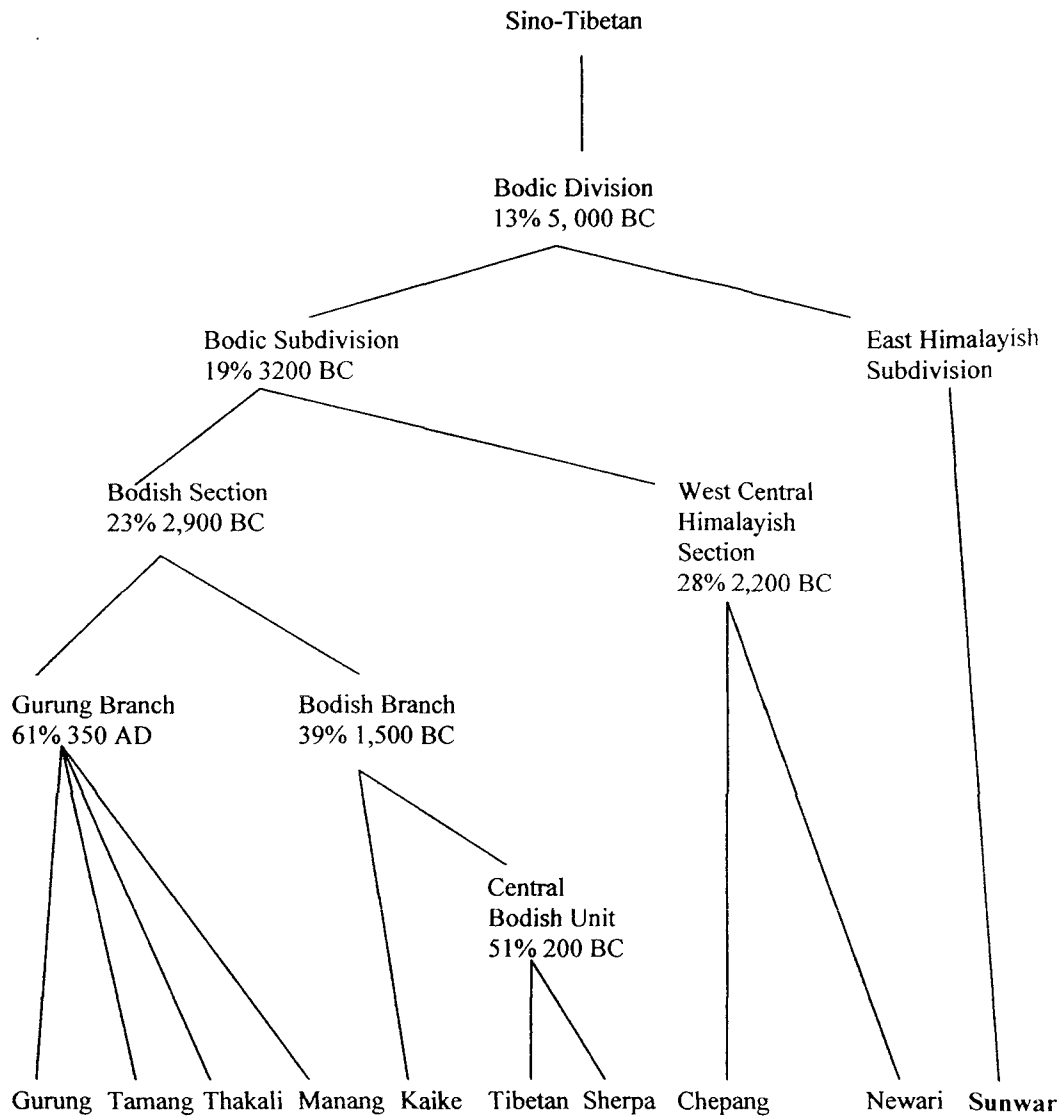 Sino-Tibetan
Bodic Division
13% 5, 000 BC
Bodic Subdivision
19% 3200 BC
East Himalayish
Subdivision
Bodish Section
23% 2,900 BC
West Central
Himalayish
Section
28% 2,200 BC
Gurung Branch
61% 350 AD
Bodish Branch
39% 1,500 BC
Central
Bodish Unit
51% 200 BC
Gurung Tamang Thakali Manang Kaike Tibetan Sherpa Chepang Newari Sunwar